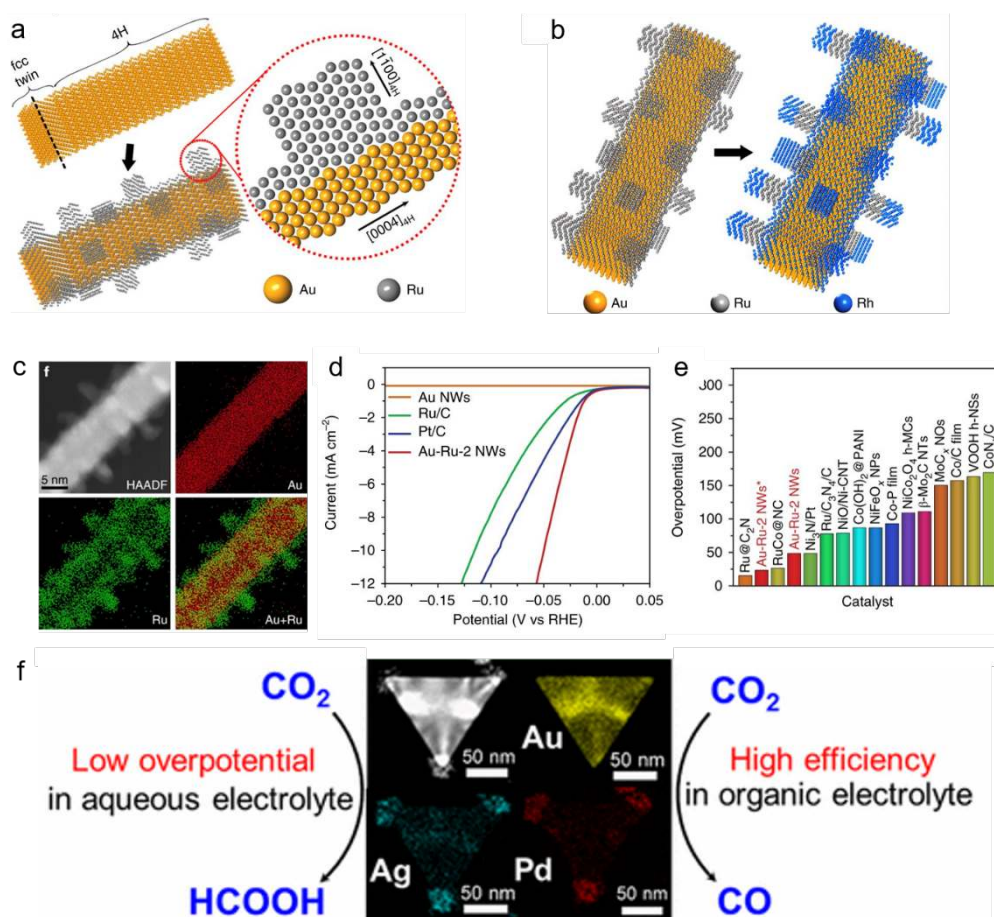 a
4H
fcc
twin
[11̄00]4H
[0004]4H
Au
Ru
b
Au
Ru
Rh
c
f
5 nm
HAADF
Au
Ru
Au+Ru
d
0
−2
−4
−6
−8
−10
−12
Current (mA cm−2)
Au NWs
Ru/C
Pt/C
Au-Ru-2 NWs
−0.20
−0.15
−0.10
−0.05
0.00
0.05
Potential (V vs RHE)
e
300
250
200
150
100
50
0
Overpotential (mV)
Ru@C2N
Au-Ru-2 NWs*
RuCo@NC
Au-Ru-2 NWs
Ni3N/Pt
Ru/C3N4/C
NiO/Ni-CNT
Co(OH)2@PANI
NiFeOx NPs
Co-P film
NiCo2O4 h-MCs
β-Mo2C NTs
MoCx NOs
Co/C film
VOOH h-NSs
CoNx/C
Catalyst
f
CO2
Low overpotential
in aqueous electrolyte
HCOOH
50 nm
Au
50 nm
Ag
50 nm
Pd
50 nm
CO2
High efficiency
in organic electrolyte
CO